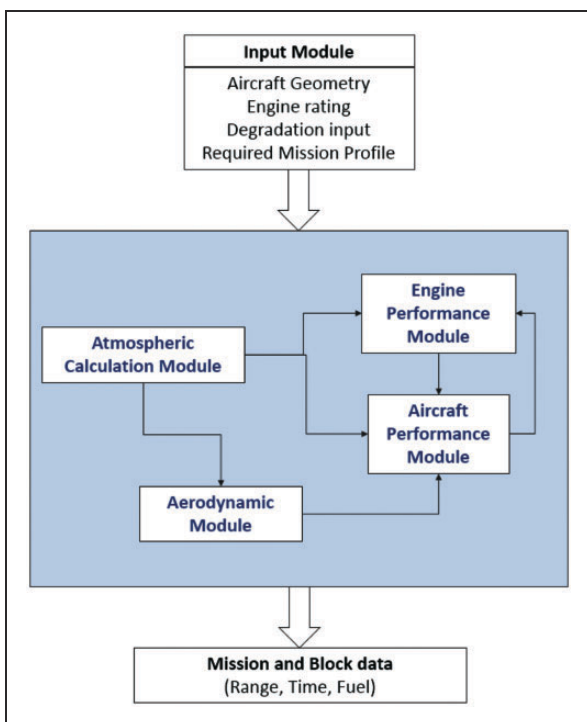 Input Module
Aircraft Geometry
Engine rating
Degradation input
Required Mission Profile
Engine
Performance
Module
Atmospheric
Calculation Module
Aircraft
Performance
Module
Aerodynamic
Module
Mission and Block data
(Range, Time, Fuel)